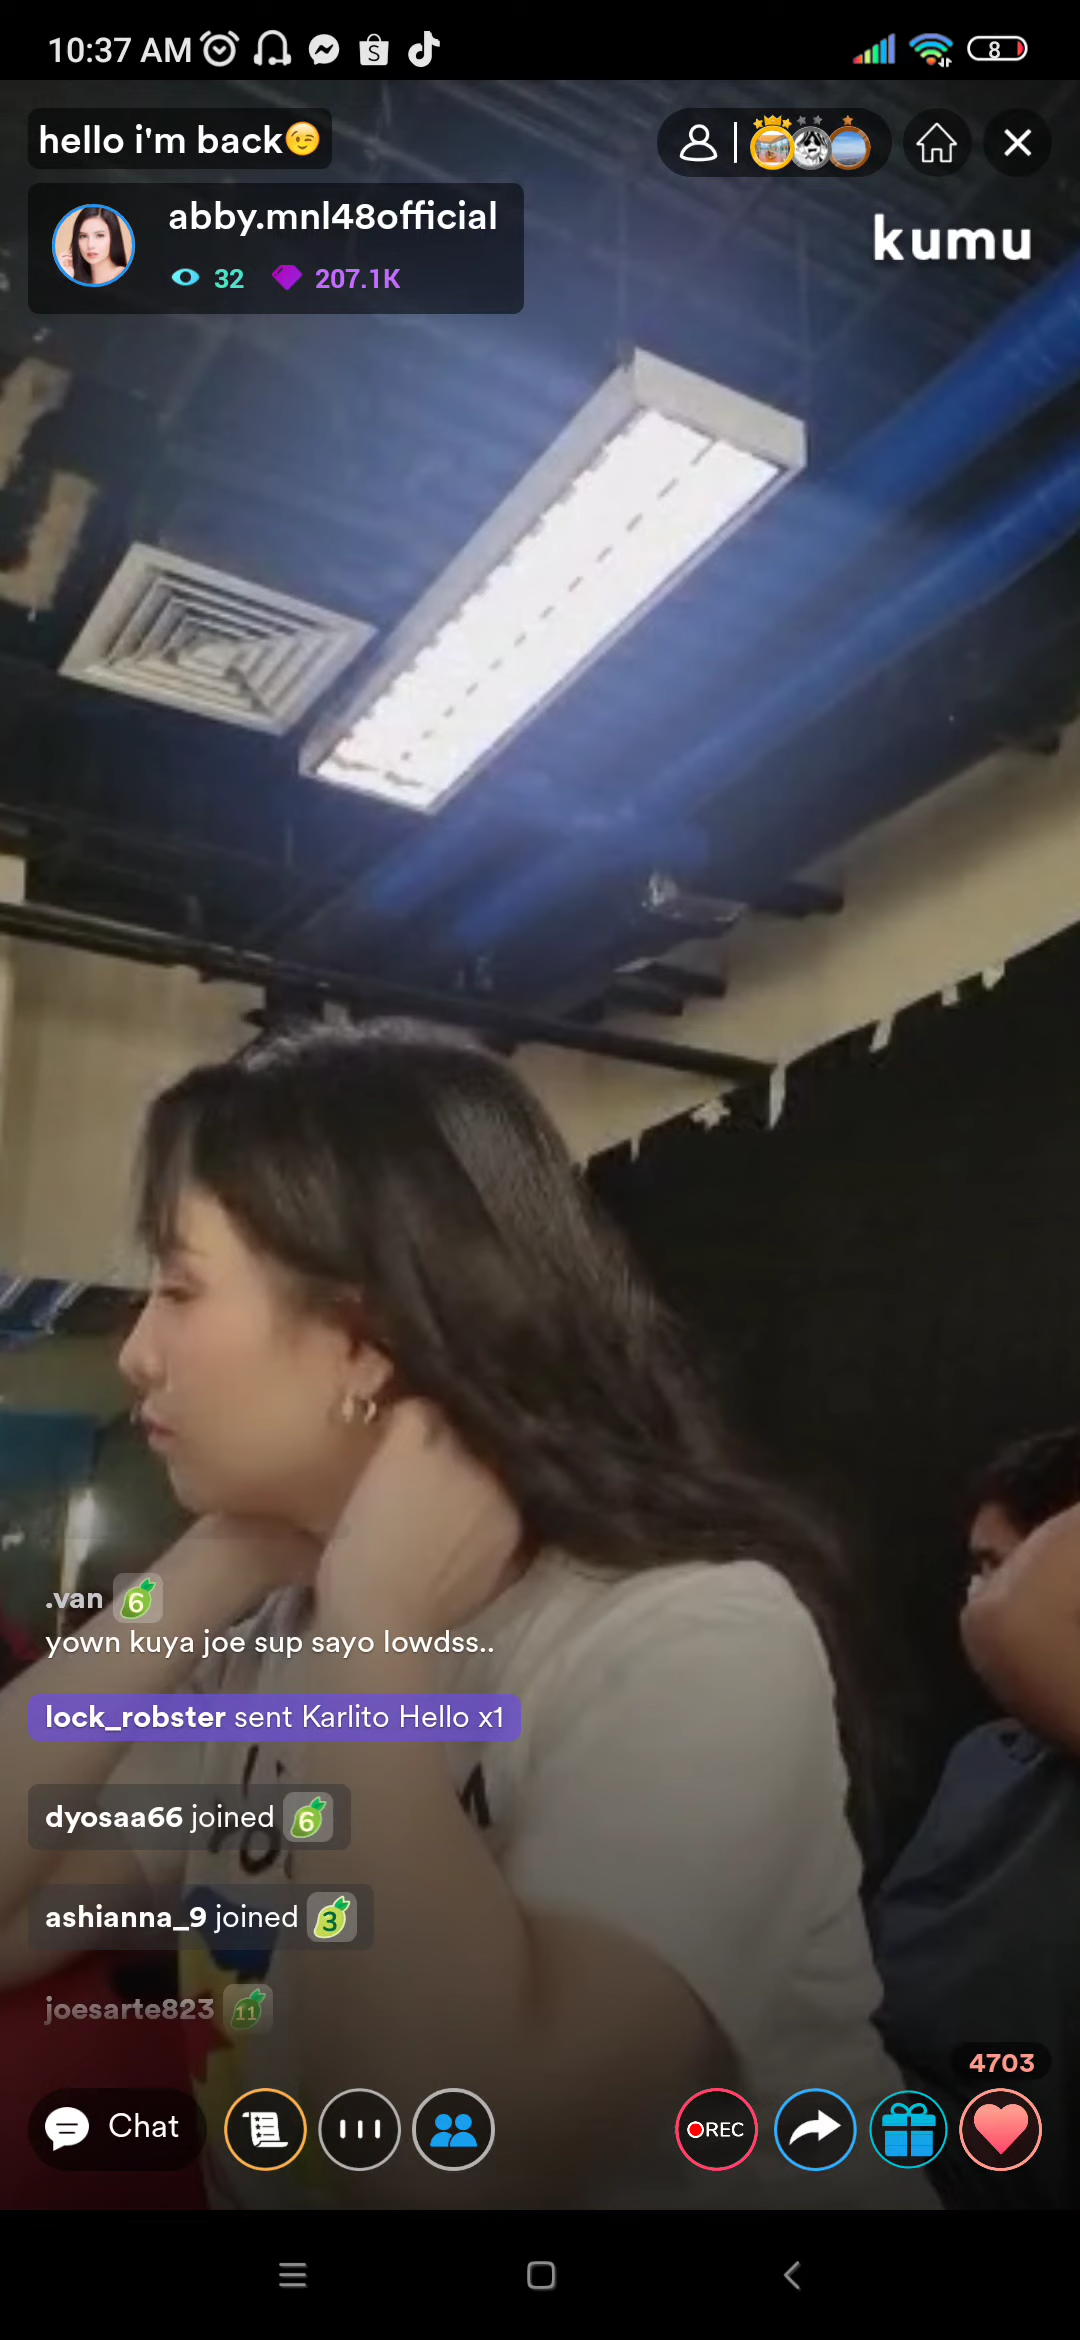 10:37 AM
8
hello i'm back😉
abby.mnl48official
32 207.1K
kumu
.van 6
yown kuya joe sup sayo lowdss..
lock_robster sent Karlito Hello x1
dyosaa66 joined 6
ashianna_9 joined 3
joesarte823 11
4703
Chat
REC